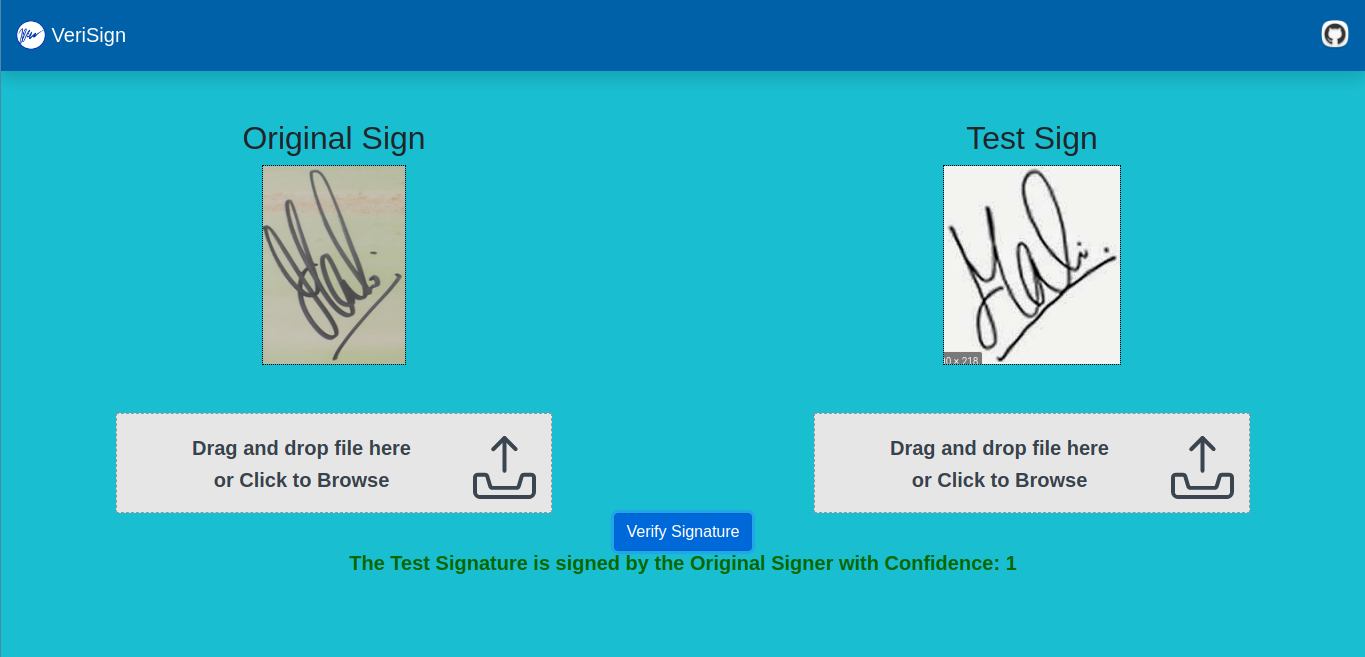 VeriSign
Original Sign
Test Sign
0 × 218
Drag and drop file here
or Click to Browse
Drag and drop file here
or Click to Browse
Verify Signature
The Test Signature is signed by the Original Signer with Confidence: 1